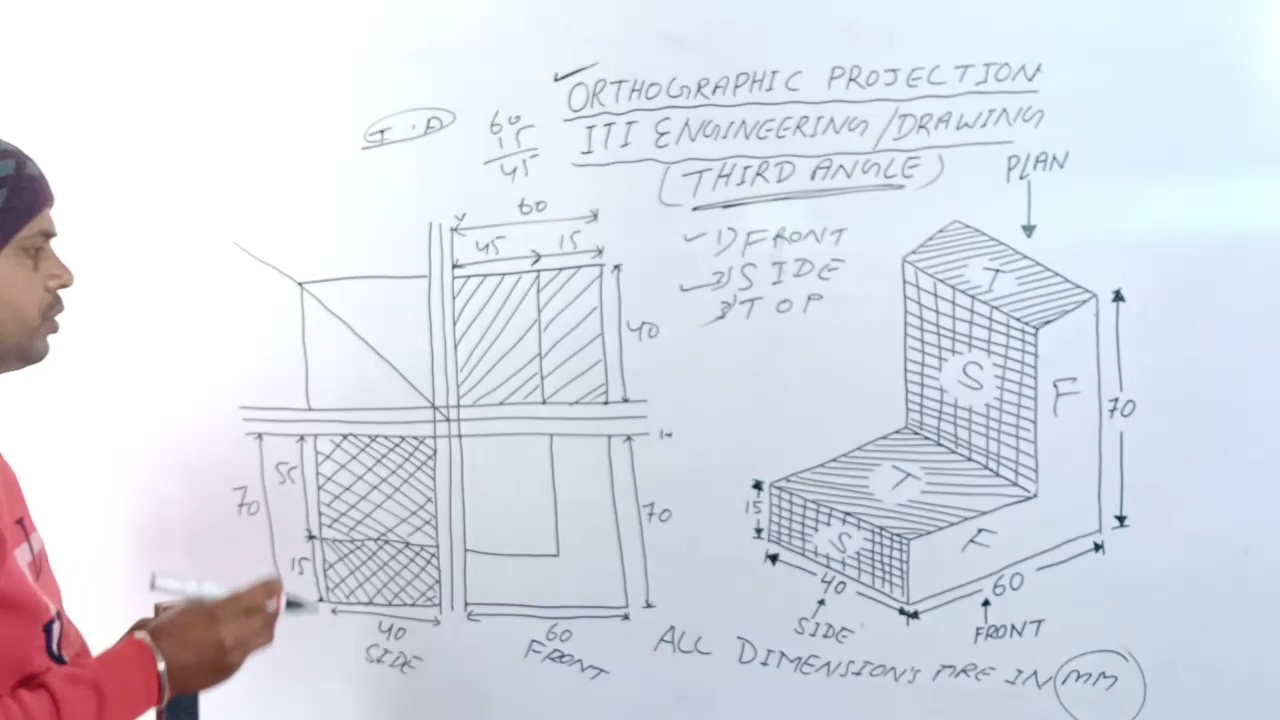 ORTHOGRAPHIC PROJECTION
ITI ENGINEERING/DRAWING
(THIRD ANGLE)
60
15
45
PLAN
1) FRONT
2) SIDE
3) TOP
60
45 15
40
T
S
F
70
T
15
S
F
40
60
SIDE
FRONT
55
70
15
70
40
SIDE
60
FRONT
ALL DIMENSION'S ARE IN MM